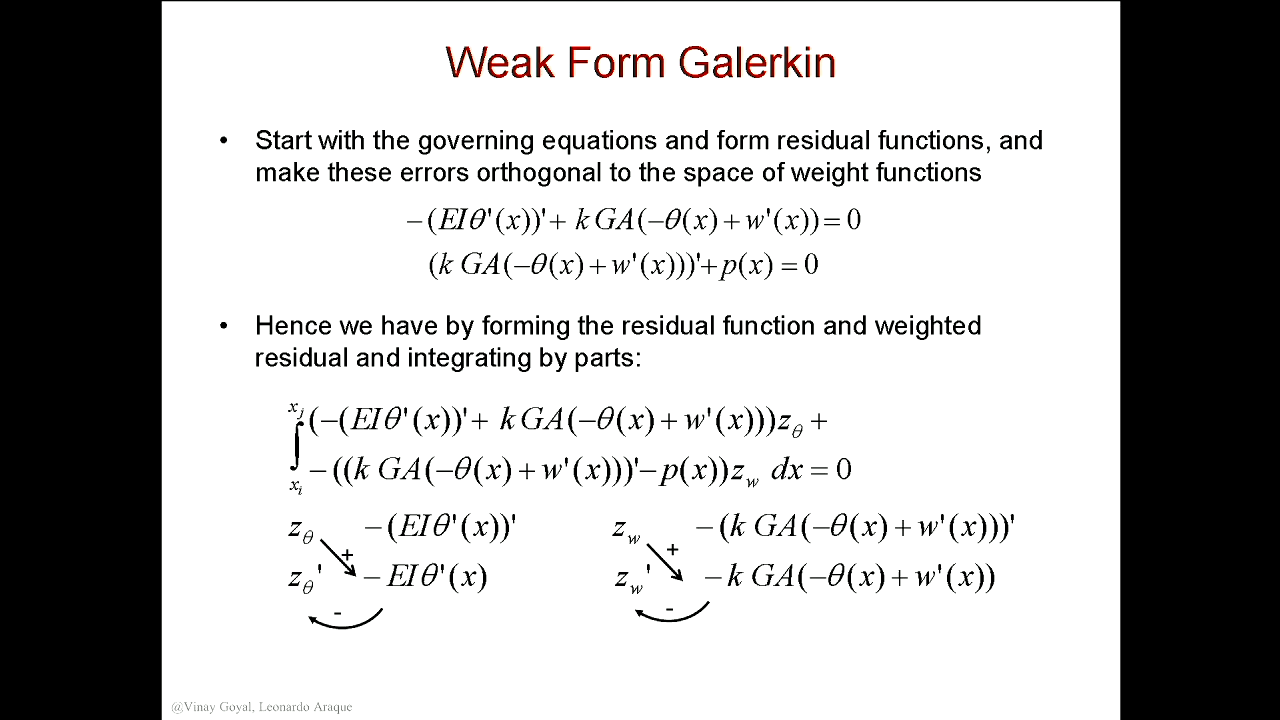 Weak Form Galerkin
• Start with the governing equations and form residual functions, and
make these errors orthogonal to the space of weight functions
−(EIθ'(x))'+ k GA(−θ(x)+w'(x))=0
(k GA(−θ(x)+w'(x)))'+p(x)=0
• Hence we have by forming the residual function and weighted
residual and integrating by parts:
∫_{x_i}^{x_j} (−(EIθ'(x))'+ k GA(−θ(x)+w'(x)))z_θ +
−((k GA(−θ(x)+w'(x)))'−p(x))z_w dx=0
z_θ −(EIθ'(x))' z_w −(k GA(−θ(x)+w'(x)))'
+ +
z_θ' −EIθ'(x) z_w' −k GA(−θ(x)+w'(x))
- -
@Vinay Goyal, Leonardo Araque